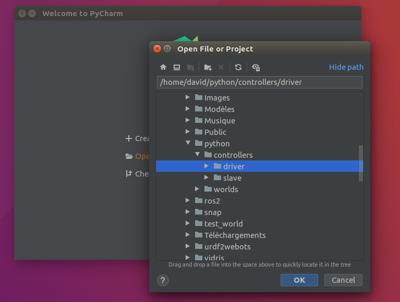 Welcome to PyCharm
Open File or Project
Hide path
/home/david/python/controllers/driver
Images
Modèles
Musique
Public
python
controllers
driver
slave
worlds
ros2
snap
test_world
Téléchargements
urdf2webots
vidris
Drag and drop a file into the space above to quickly locate it in the tree
? OK Cancel
+ Crea
Ope
Che